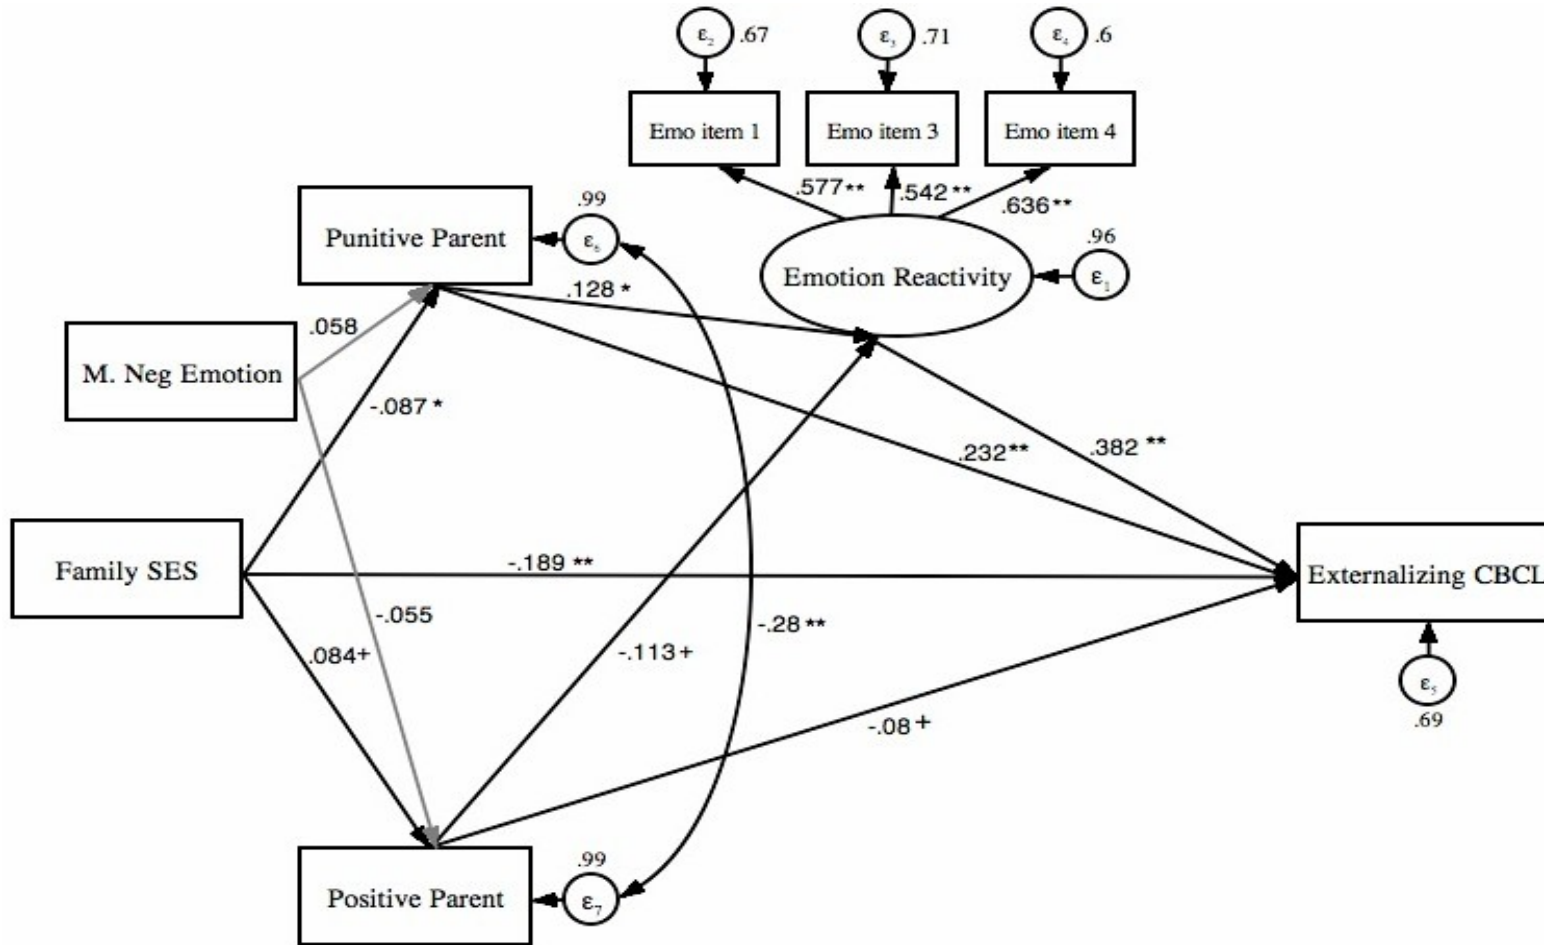 ε₂ .67
ε₃ .71
ε₄ .6
Emo item 1
Emo item 3
Emo item 4
.577**
.542**
.636**
.99
Punitive Parent
ε₆
.96
Emotion Reactivity
ε₁
.128 *
.058
M. Neg Emotion
-.087 *
.232**
.382 **
Family SES
-.189 **
Externalizing CBCL
-.055
-.28 **
.084+
-.113+
ε₅
.69
-.08+
.99
Positive Parent
ε₇